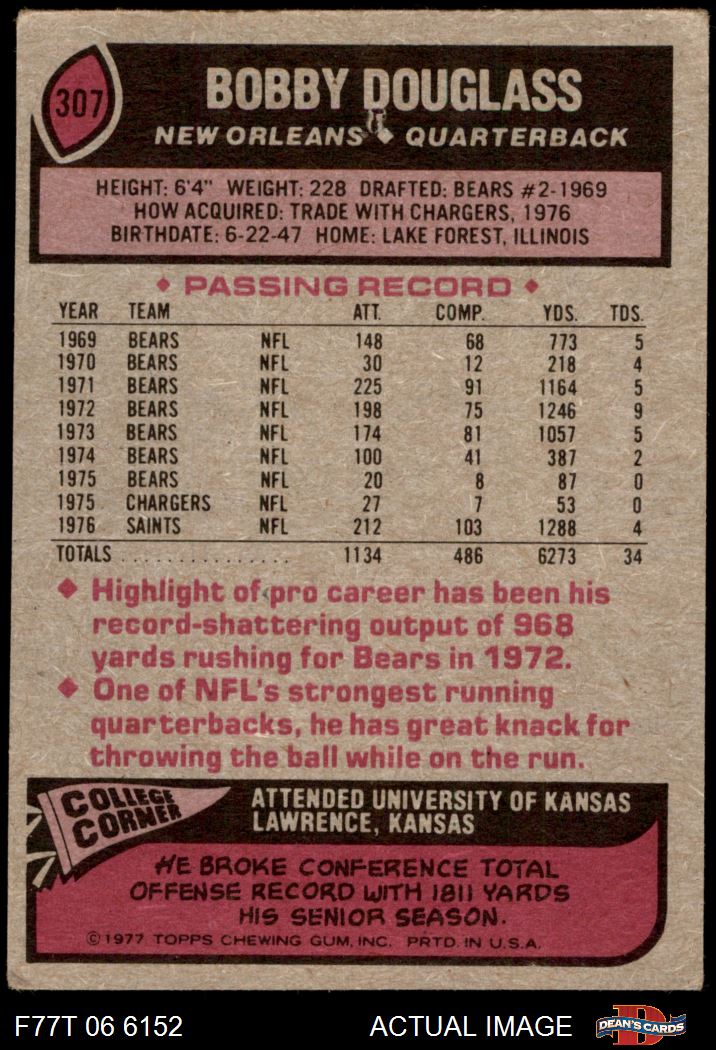 307
BOBBY DOUGLASS
NEW ORLEANS ◆ QUARTERBACK
HEIGHT: 6'4" WEIGHT: 228 DRAFTED: BEARS #2-1969
HOW ACQUIRED: TRADE WITH CHARGERS, 1976
BIRTHDATE: 6-22-47 HOME: LAKE FOREST, ILLINOIS
◆ PASSING RECORD ◆
YEAR TEAM ATT. COMP. YDS. TDS.
1969 BEARS NFL 148 68 773 5
1970 BEARS NFL 30 12 218 4
1971 BEARS NFL 225 91 1164 5
1972 BEARS NFL 198 75 1246 9
1973 BEARS NFL 174 81 1057 5
1974 BEARS NFL 100 41 387 2
1975 BEARS NFL 20 8 87 0
1975 CHARGERS NFL 27 7 53 0
1976 SAINTS NFL 212 103 1288 4
TOTALS ................ 1134 486 6273 34
◆ Highlight of pro career has been his
record-shattering output of 968
yards rushing for Bears in 1972.
◆ One of NFL's strongest running
quarterbacks, he has great knack for
throwing the ball while on the run.
COLLEGE
CORNER
ATTENDED UNIVERSITY OF KANSAS
LAWRENCE, KANSAS
HE BROKE CONFERENCE TOTAL
OFFENSE RECORD WITH 1811 YARDS
HIS SENIOR SEASON.
©1977 TOPPS CHEWING GUM, INC. PRTD. IN U.S.A.
F77T 06 6152 ACTUAL IMAGE
D
DEAN'S CARDS